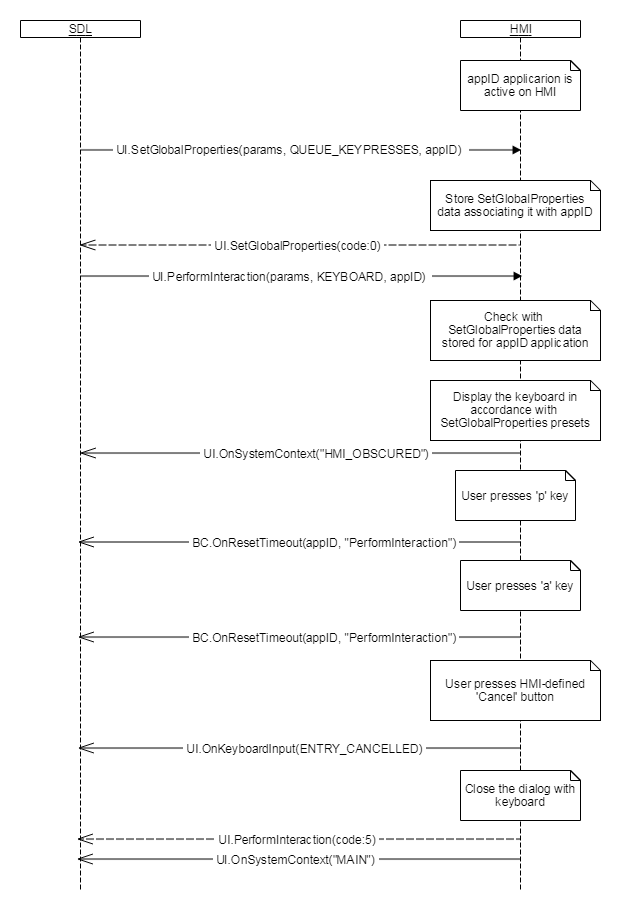 SDL
HMI
appID applicarion is
active on HMI
UI.SetGlobalProperties(params, QUEUE_KEYPRESSES, appID)
Store SetGlobalProperties
data associating it with appID
UI.SetGlobalProperties(code:0)
UI.PerformInteraction(params, KEYBOARD, appID)
Check with
SetGlobalProperties data
stored for appID application
Display the keyboard in
accordance with
SetGlobalProperties presets
UI.OnSystemContext("HMI_OBSCURED")
User presses 'p' key
BC.OnResetTimeout(appID, "PerformInteraction")
User presses 'a' key
BC.OnResetTimeout(appID, "PerformInteraction")
User presses HMI-defined
'Cancel' button
UI.OnKeyboardInput(ENTRY_CANCELLED)
Close the dialog with
keyboard
UI.PerformInteraction(code:5)
UI.OnSystemContext("MAIN")